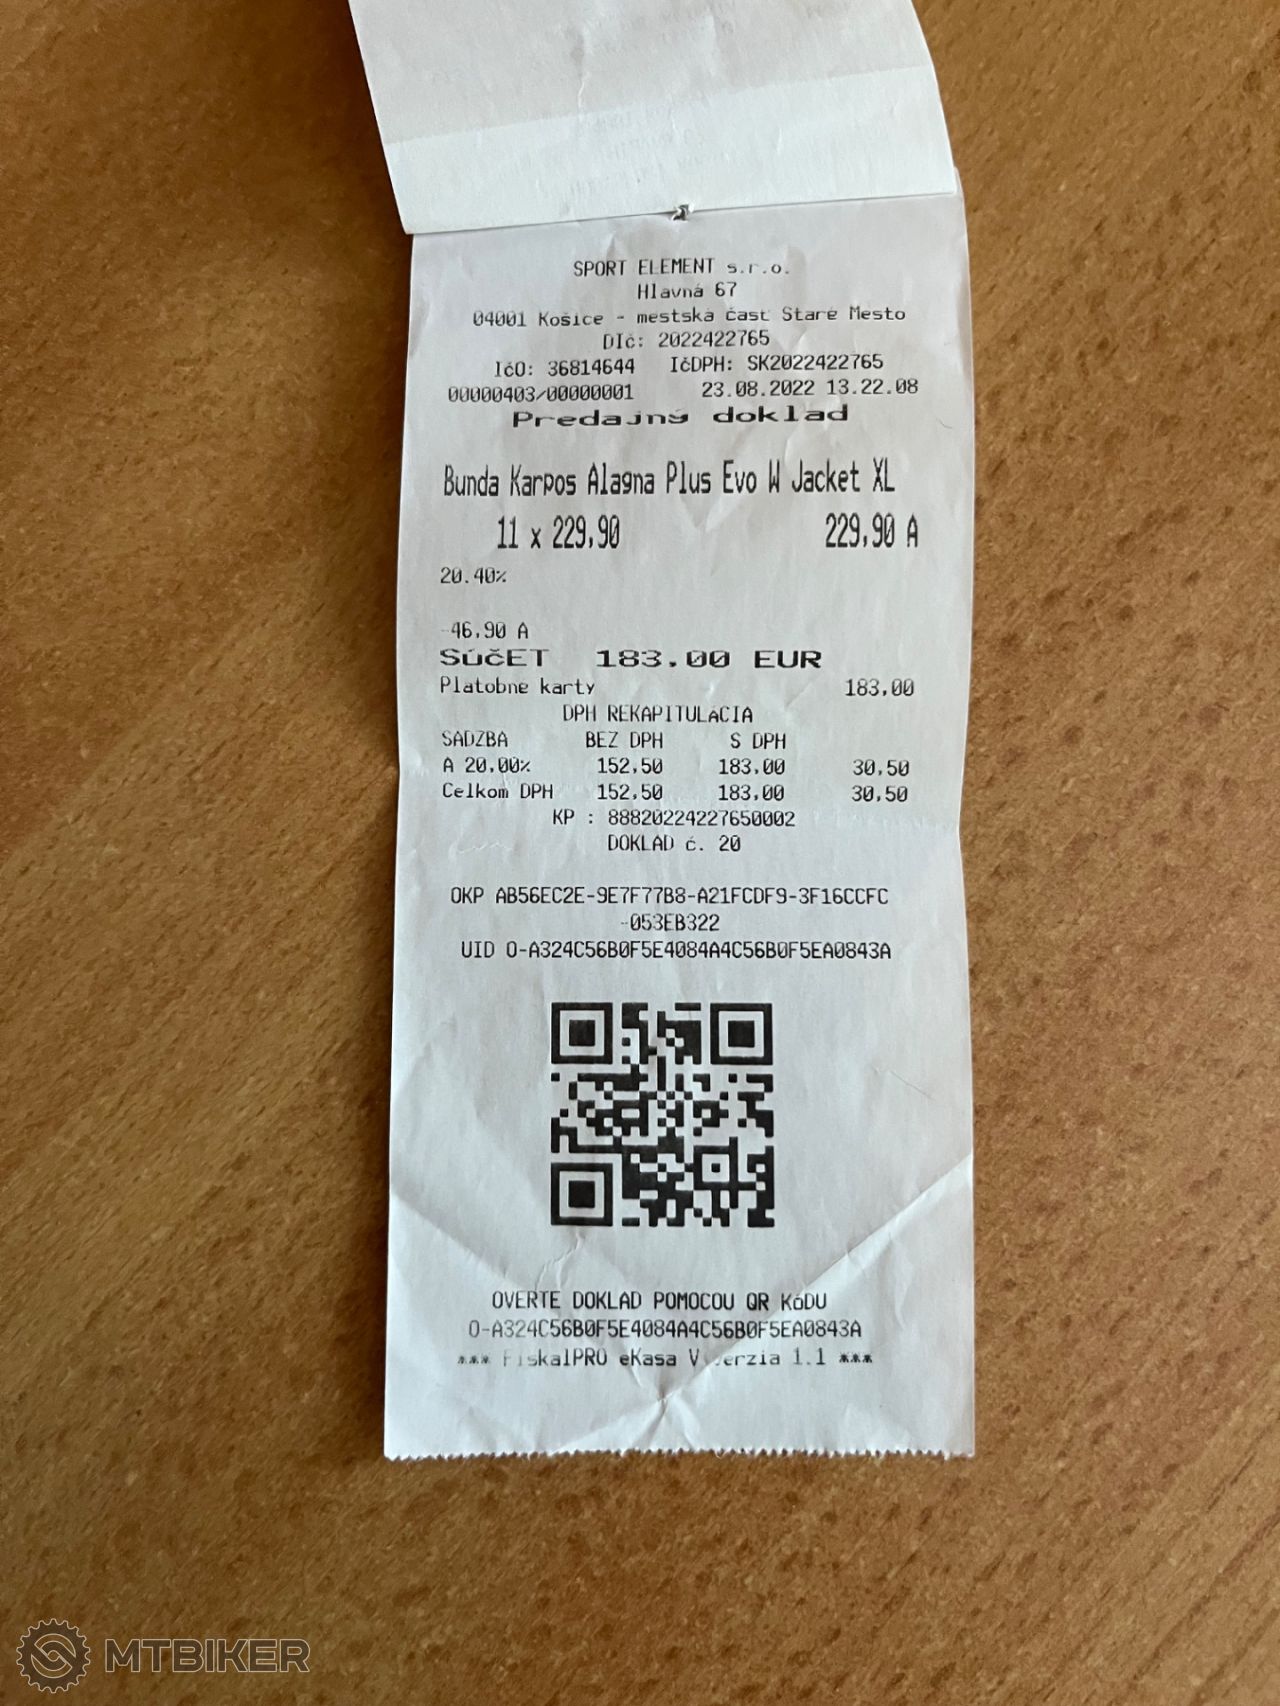 SPORT ELEMENT s.r.o.
Hlavná 67
04001 Košice - mestská časť Staré Mesto
DIč: 2022422765
IčO: 36814644 IčDPH: SK2022422765
00000403/00000001 23.08.2022 13.22.08
Predajný doklad
Bunda Karpos Alagna Plus Evo W Jacket XL
11 x 229,90 229,90 A
20.40%
-46,90 A
SúčET 183,00 EUR
Platobné karty 183,00
DPH REKAPITULáCIA
SADZBA BEZ DPH S DPH
A 20,00% 152,50 183,00 30,50
Celkom DPH 152,50 183,00 30,50
KP : 88820224227650002
DOKLAD č. 20
OKP AB56EC2E-9E7F77B8-A21FCDF9-3F16CCFC
-053EB322
UID O-A324C56B0F5E4084A4C56B0F5EA0843A
OVERTE DOKLAD POMOCOU QR KóDU
O-A324C56B0F5E4084A4C56B0F5EA0843A
*** FiskalPRO eKasa 1.1 ***
MTBIKER